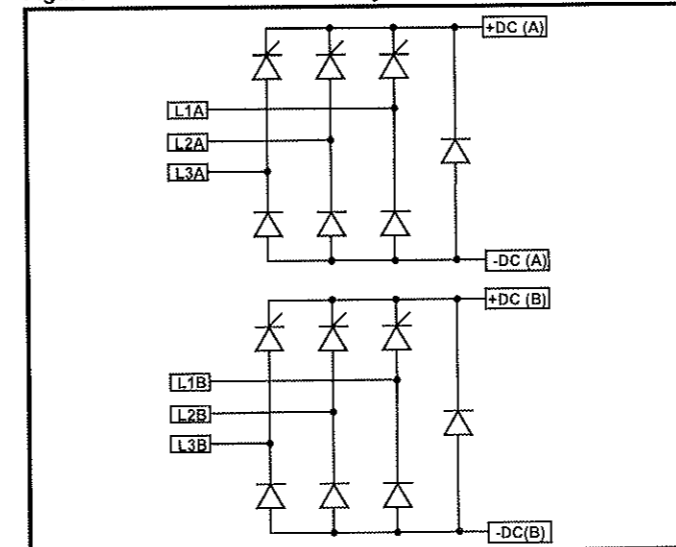 +DC (A)
L1A
L2A
L3A
-DC (A)
+DC (B)
L1B
L2B
L3B
-DC(B)